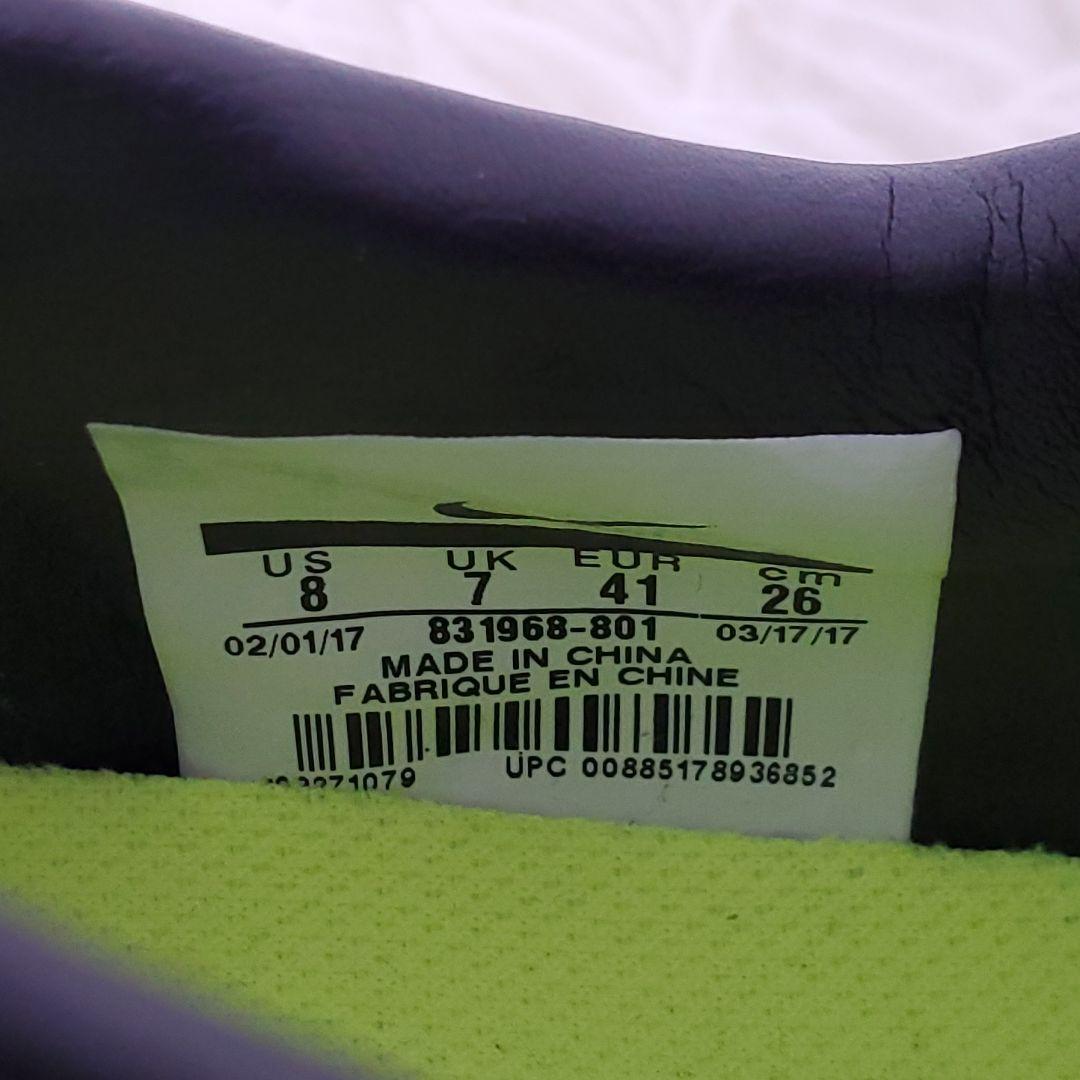 US UK EUR cm
8 7 41 26
02/01/17 831968-801 03/17/17
MADE IN CHINA
FABRIQUE EN CHINE
UPC 00885178936852